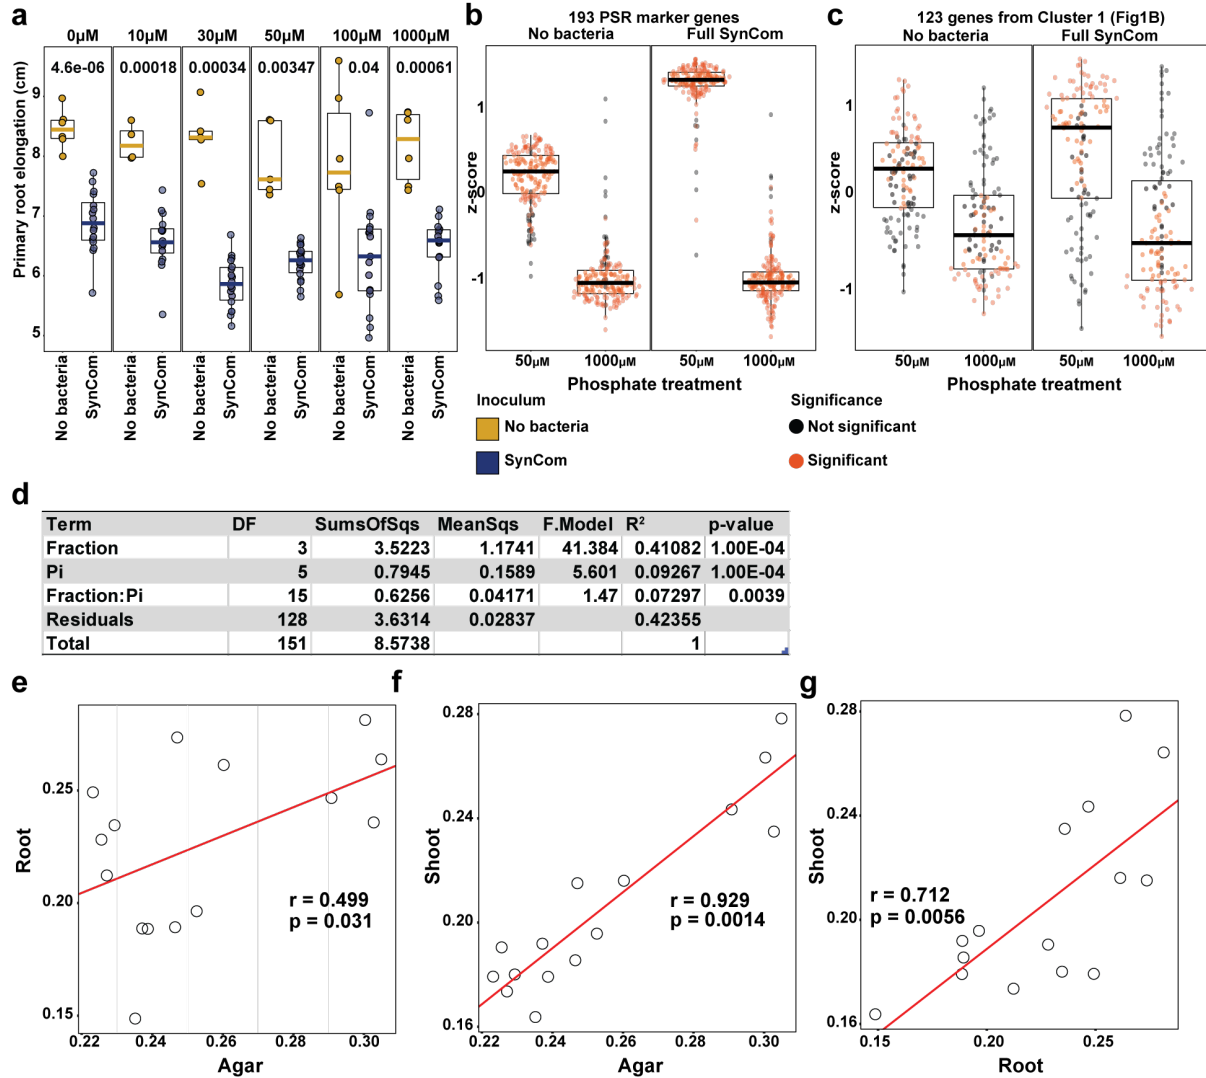 a
0μM 10μM 30μM 50μM 100μM 1000μM
4.6e-06 0.00018 0.00034 0.00347 0.04 0.00061
Primary root elongation (cm)
9
8
7
6
5
No bacteria SynCom No bacteria SynCom No bacteria SynCom No bacteria SynCom No bacteria SynCom No bacteria SynCom
b
193 PSR marker genes
No bacteria Full SynCom
z-score
1
0
-1
50μM 1000μM 50μM 1000μM
Phosphate treatment
c
123 genes from Cluster 1 (Fig1B)
No bacteria Full SynCom
z-score
1
0
-1
50μM 1000μM 50μM 1000μM
Phosphate treatment
Inoculum
No bacteria
SynCom
Significance
Not significant
Significant
d
Term DF SumsOfSqs MeanSqs F.Model R² p-value
Fraction 3 3.5223 1.1741 41.384 0.41082 1.00E-04
Pi 5 0.7945 0.1589 5.601 0.09267 1.00E-04
Fraction:Pi 15 0.6256 0.04171 1.47 0.07297 0.0039
Residuals 128 3.6314 0.02837 0.42355
Total 151 8.5738 1
e
Root
0.25
0.20
0.15
r = 0.499
p = 0.031
0.22 0.24 0.26 0.28 0.30
Agar
f
Shoot
0.28
0.24
0.20
0.16
r = 0.929
p = 0.0014
0.22 0.24 0.26 0.28 0.30
Agar
g
Shoot
0.28
0.24
0.20
0.16
r = 0.712
p = 0.0056
0.15 0.20 0.25
Root